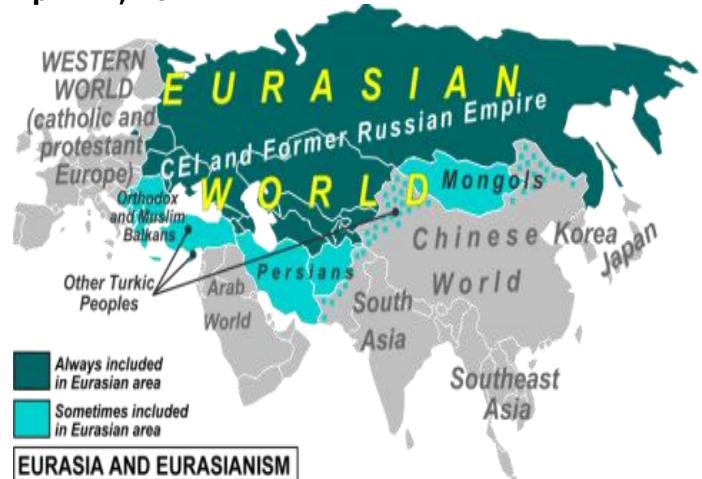 WESTERN
WORLD
(catholic and
protestant
Europe)
EURASIAN
CEI and Former Russian Empire
WORLD
Orthodox
and Muslim
Balkans
Mongols
Chinese
World
Korea
Japan
Persians
Other Turkic
Peoples
Arab
World
South
Asia
Southeast
Asia
Always included
in Eurasian area
Sometimes included
in Eurasian area
EURASIA AND EURASIANISM